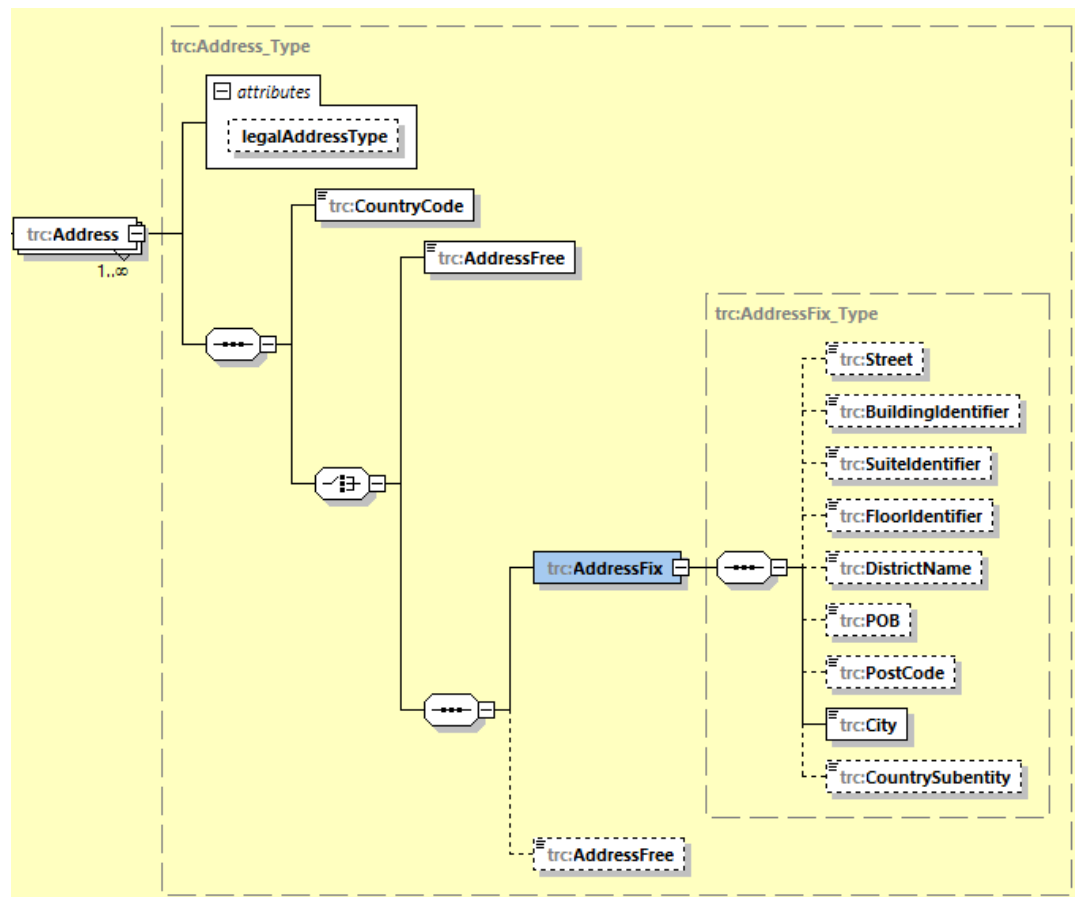 trc:Address_Type
attributes
legalAddressType
trc:CountryCode
trc:Address
1..∞
trc:AddressFree
trc:AddressFix_Type
trc:Street
trc:BuildingIdentifier
trc:SuiteIdentifier
trc:FloorIdentifier
trc:AddressFix
trc:DistrictName
trc:POB
trc:PostCode
trc:City
trc:CountrySubentity
trc:AddressFree